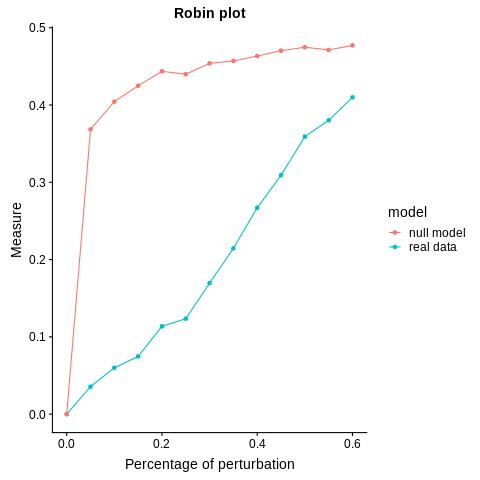 Robin plot
0.5
0.4
0.3
0.2
0.1
0.0
Measure
0.0 0.2 0.4 0.6
Percentage of perturbation
model
null model
real data